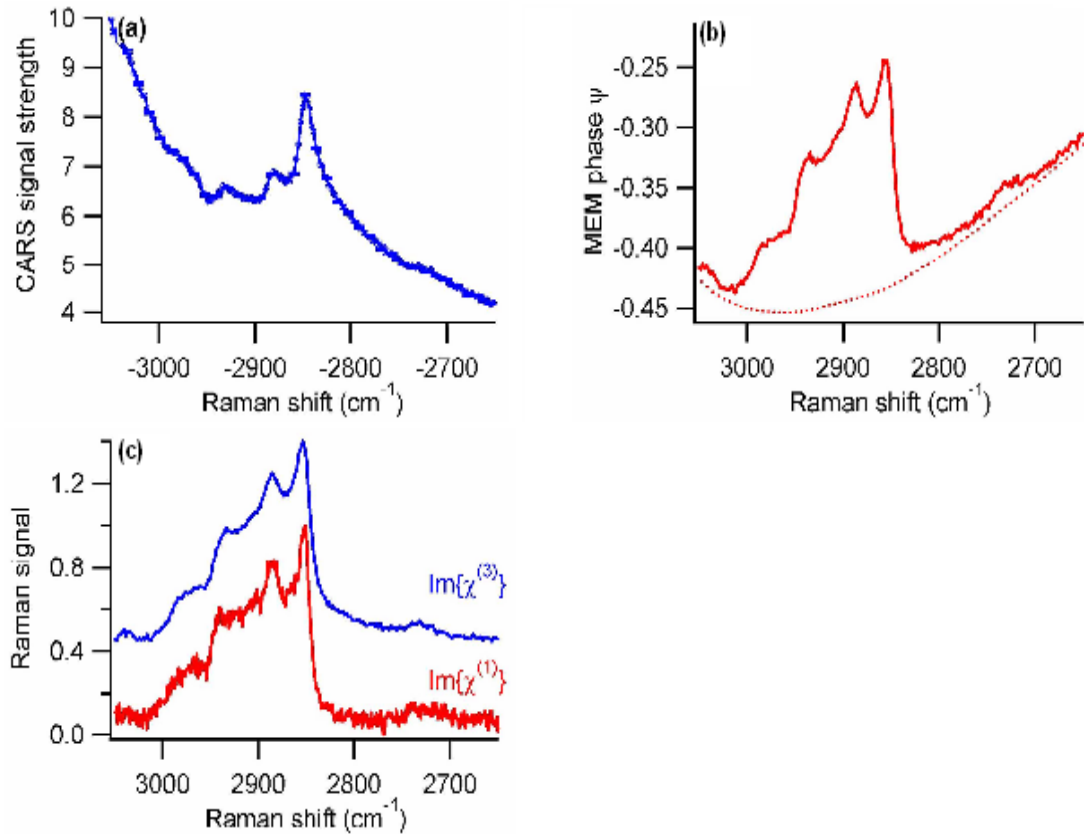 (a)
CARS signal strength
10
9
8
7
6
5
4
-3000 -2900 -2800 -2700
Raman shift (cm⁻¹)
(b)
MEM phase ψ
-0.25
-0.30
-0.35
-0.40
-0.45
3000 2900 2800 2700
Raman shift (cm⁻¹)
(c)
Raman signal
1.2
0.8
0.4
0.0
Im{χ⁽³⁾}
Im{χ⁽¹⁾}
3000 2900 2800 2700
Raman shift (cm⁻¹)